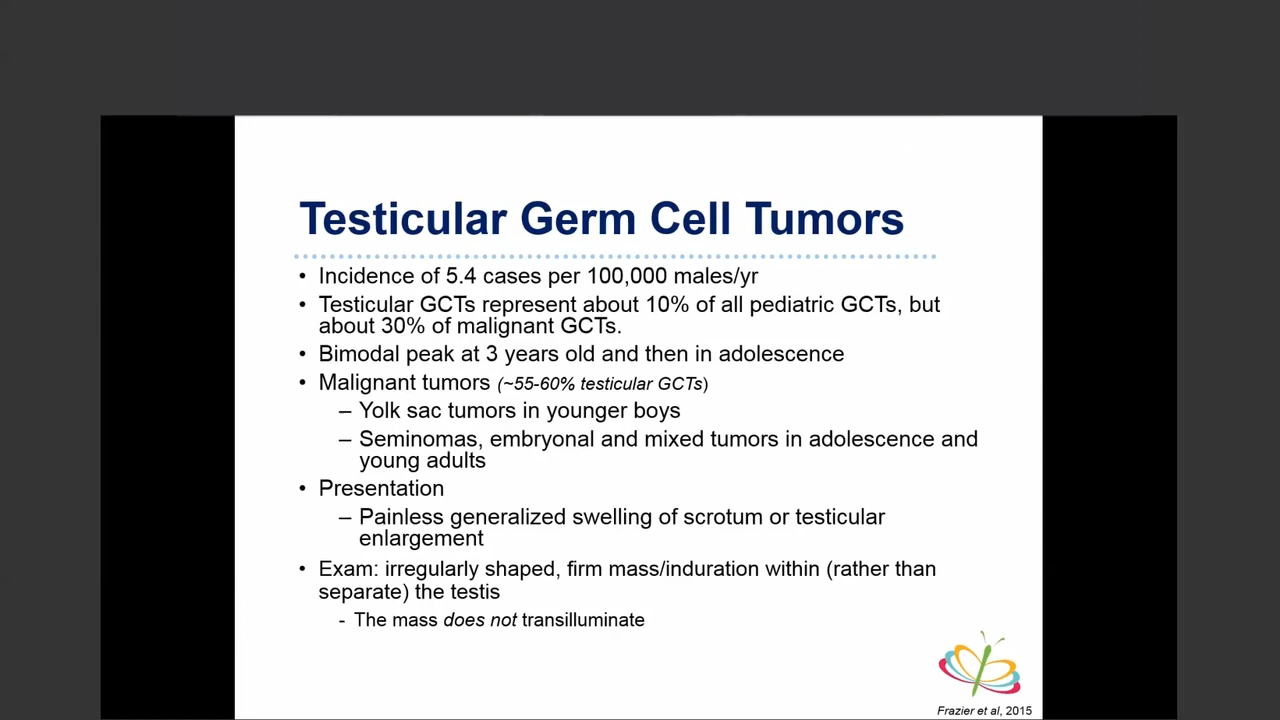 Testicular Germ Cell Tumors
• Incidence of 5.4 cases per 100,000 males/yr
• Testicular GCTs represent about 10% of all pediatric GCTs, but
about 30% of malignant GCTs.
• Bimodal peak at 3 years old and then in adolescence
• Malignant tumors (~55-60% testicular GCTs)
– Yolk sac tumors in younger boys
– Seminomas, embryonal and mixed tumors in adolescence and
young adults
• Presentation
– Painless generalized swelling of scrotum or testicular
enlargement
• Exam: irregularly shaped, firm mass/induration within (rather than
separate) the testis
- The mass does not transilluminate
Frazier et al, 2015